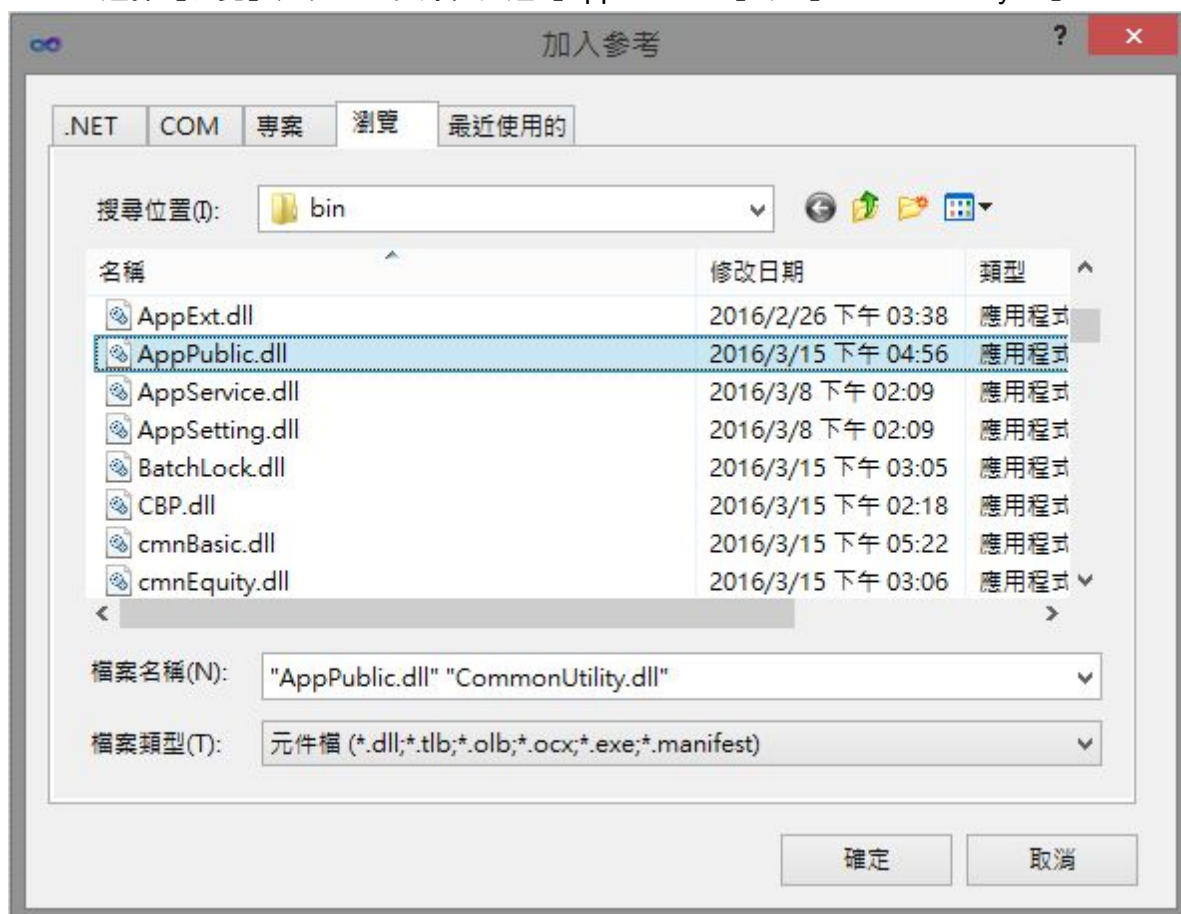 加入參考 ? ×
.NET COM 專案 瀏覽 最近使用的
搜尋位置(I): bin
名稱 修改日期 類型
AppExt.dll 2016/2/26 下午 03:38 應用程式
AppPublic.dll 2016/3/15 下午 04:56 應用程式
AppService.dll 2016/3/8 下午 02:09 應用程式
AppSetting.dll 2016/3/8 下午 02:09 應用程式
BatchLock.dll 2016/3/15 下午 03:05 應用程式
CBP.dll 2016/3/15 下午 02:18 應用程式
cmnBasic.dll 2016/3/15 下午 05:22 應用程式
cmnEquity.dll 2016/3/15 下午 03:06 應用程式
檔案名稱(N): "AppPublic.dll" "CommonUtility.dll"
檔案類型(T): 元件檔 (*.dll;*.tlb;*.olb;*.ocx;*.exe;*.manifest)
確定 取消